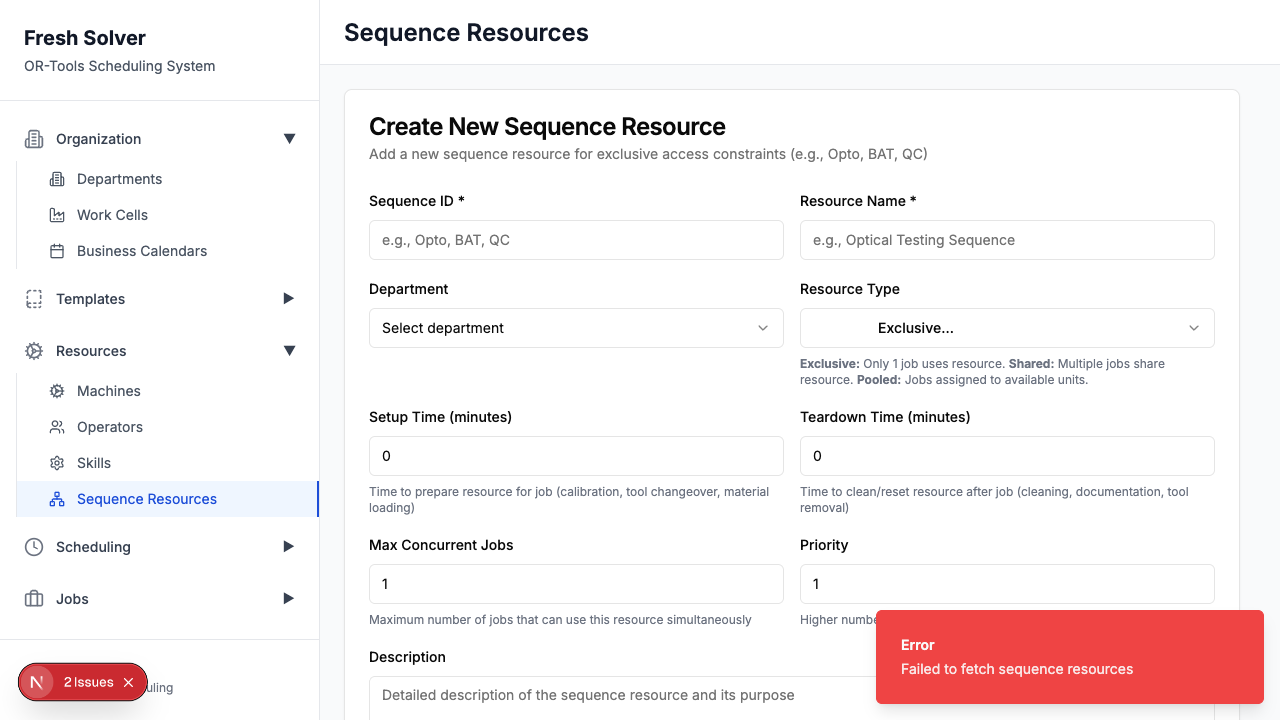 Fresh Solver
OR-Tools Scheduling System
Organization
Departments
Work Cells
Business Calendars
Templates
Resources
Machines
Operators
Skills
Sequence Resources
Scheduling
Jobs
2 Issues
uling
Sequence Resources
Create New Sequence Resource
Add a new sequence resource for exclusive access constraints (e.g., Opto, BAT, QC)
Sequence ID *
e.g., Opto, BAT, QC
Resource Name *
e.g., Optical Testing Sequence
Department
Select department
Resource Type
Exclusive...
Exclusive: Only 1 job uses resource. Shared: Multiple jobs share
resource. Pooled: Jobs assigned to available units.
Setup Time (minutes)
0
Time to prepare resource for job (calibration, tool changeover, material
loading)
Teardown Time (minutes)
0
Time to clean/reset resource after job (cleaning, documentation, tool
removal)
Max Concurrent Jobs
1
Maximum number of jobs that can use this resource simultaneously
Priority
1
Higher numbe
Description
Detailed description of the sequence resource and its purpose
Error
Failed to fetch sequence resources